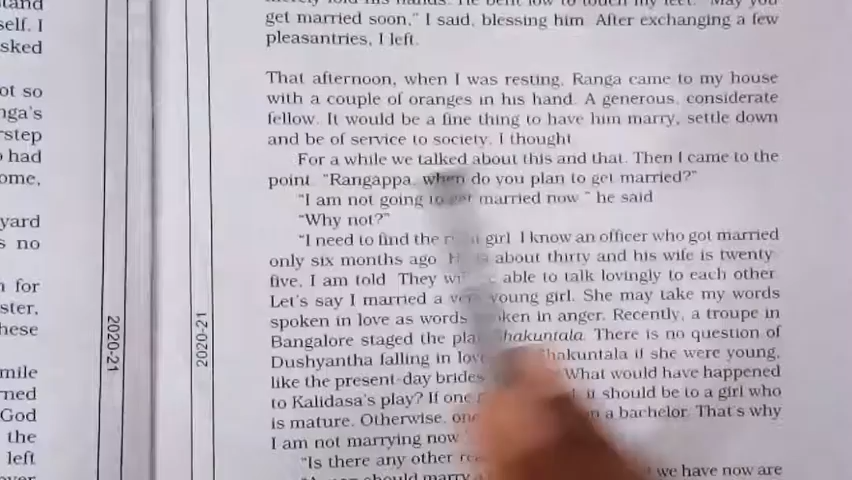 tand
self. I
sked
ot so
nga's
rstep
had
ome,
yard
s no
n for
ster,
hese
mile
rned
God
the
left
2020-21
2020-21
get married soon," I said, blessing him After exchanging a few
pleasantries, I left.
That afternoon, when I was resting, Ranga came to my house
with a couple of oranges in his hand. A generous, considerate
fellow. It would be a fine thing to have him marry, settle down
and be of service to society, I thought
For a while we talked about this and that. Then I came to the
point "Rangappa, when do you plan to get married?"
"I am not going to get married now " he said
"Why not?"
"I need to find the girl I know an officer who got married
only six months ago about thirty and his wife is twenty
five, I am told They able to talk lovingly to each other
Let's say I married a very young girl. She may take my words
spoken in love as words in anger. Recently, a troupe in
Bangalore staged the Shakuntala. There is no question of
Dushyantha falling in Shakuntala if she were young,
like the present-day brides What would have happened
to Kalidasa's play? If one it should be to a girl who
is mature. Otherwise, a bachelor. That's why
I am not marrying now
"Is there any other
should marry we have now are